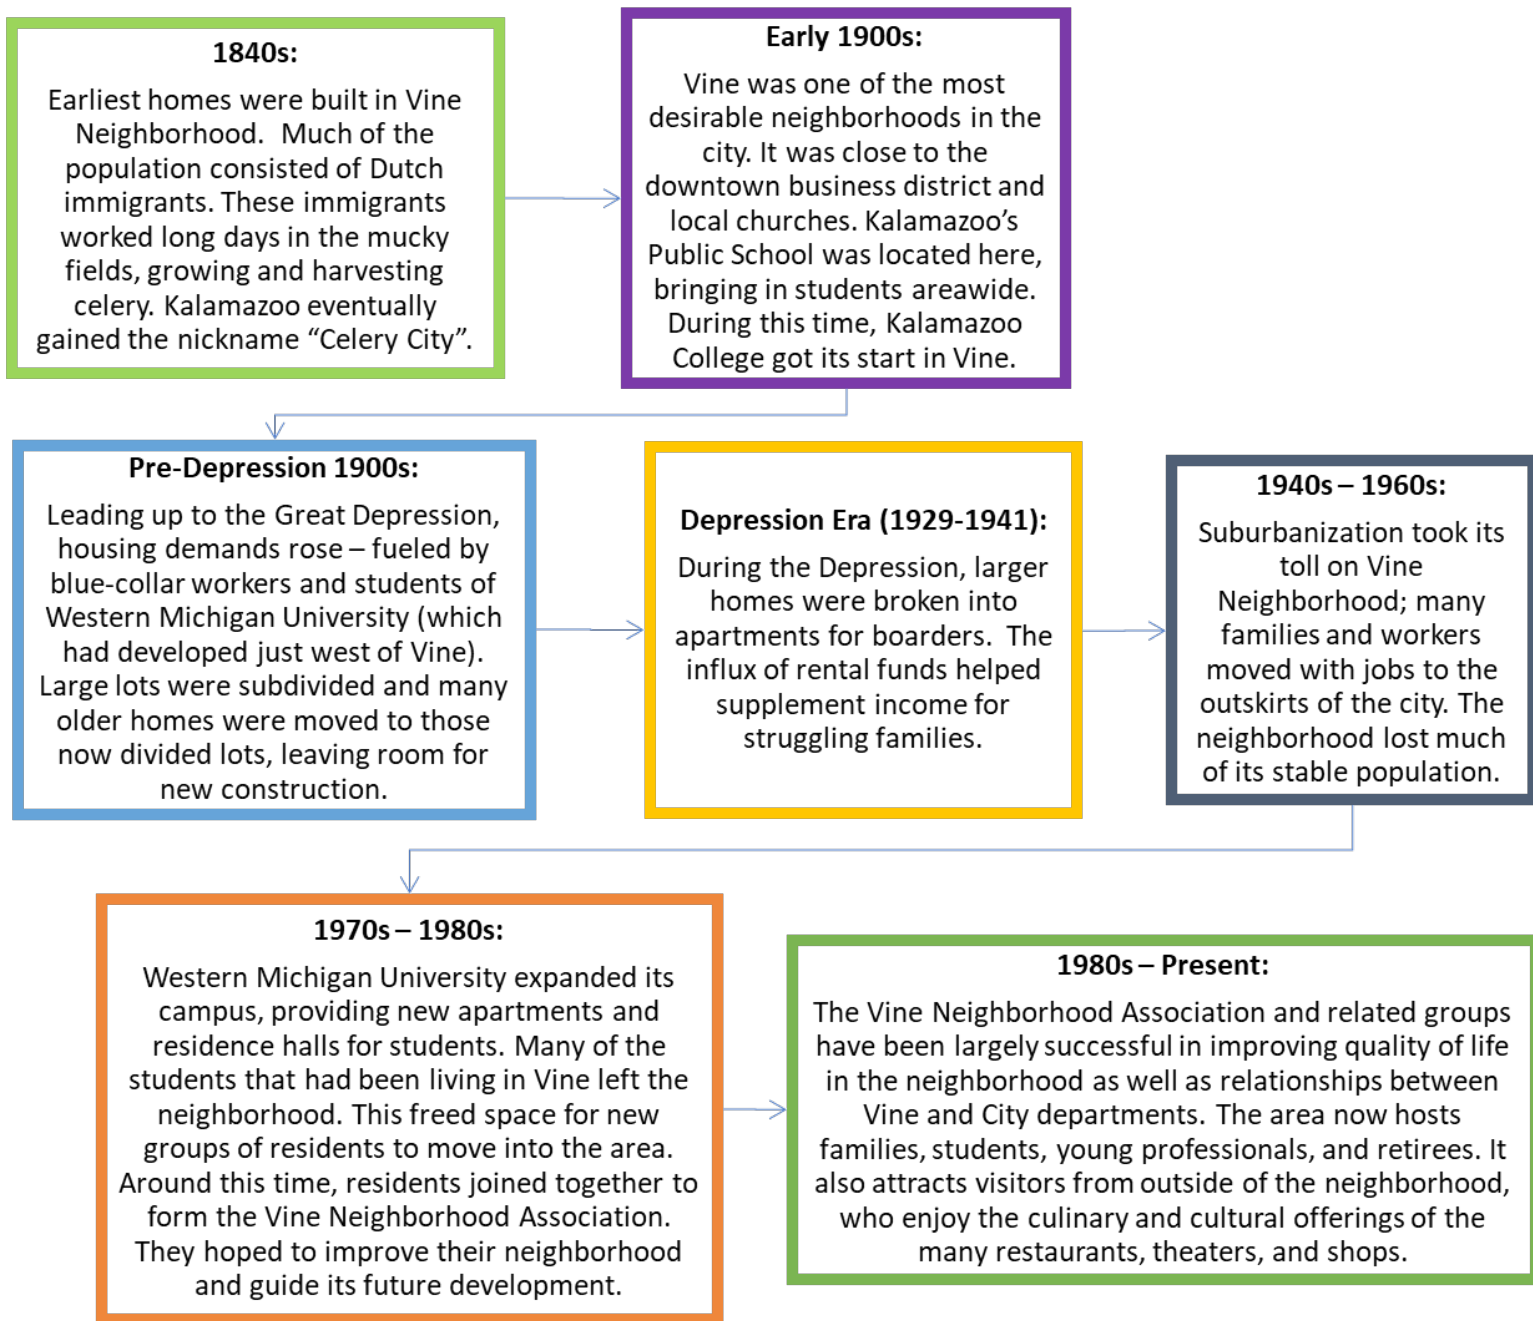 1840s:
Earliest homes were built in Vine
Neighborhood.  Much of the
population consisted of Dutch
immigrants. These immigrants
worked long days in the mucky
fields, growing and harvesting
celery. Kalamazoo eventually
gained the nickname “Celery City”.
Early 1900s:
Vine was one of the most
desirable neighborhoods in the
city. It was close to the
downtown business district and
local churches. Kalamazoo’s
Public School was located here,
bringing in students areawide.
During this time, Kalamazoo
College got its start in Vine.
Pre-Depression 1900s:
Leading up to the Great Depression,
housing demands rose – fueled by
blue-collar workers and students of
Western Michigan University (which
had developed just west of Vine).
Large lots were subdivided and many
older homes were moved to those
now divided lots, leaving room for
new construction.
Depression Era (1929-1941):
During the Depression, larger
homes were broken into
apartments for boarders.  The
influx of rental funds helped
supplement income for
struggling families.
1940s – 1960s:
Suburbanization took its
toll on Vine
Neighborhood; many
families and workers
moved with jobs to the
outskirts of the city. The
neighborhood lost much
of its stable population.
1970s – 1980s:
Western Michigan University expanded its
campus, providing new apartments and
residence halls for students. Many of the
students that had been living in Vine left the
neighborhood. This freed space for new
groups of residents to move into the area.
Around this time, residents joined together to
form the Vine Neighborhood Association.
They hoped to improve their neighborhood
and guide its future development.
1980s – Present:
The Vine Neighborhood Association and related groups
have been largely successful in improving quality of life
in the neighborhood as well as relationships between
Vine and City departments. The area now hosts
families, students, young professionals, and retirees. It
also attracts visitors from outside of the neighborhood,
who enjoy the culinary and cultural offerings of the
many restaurants, theaters, and shops.